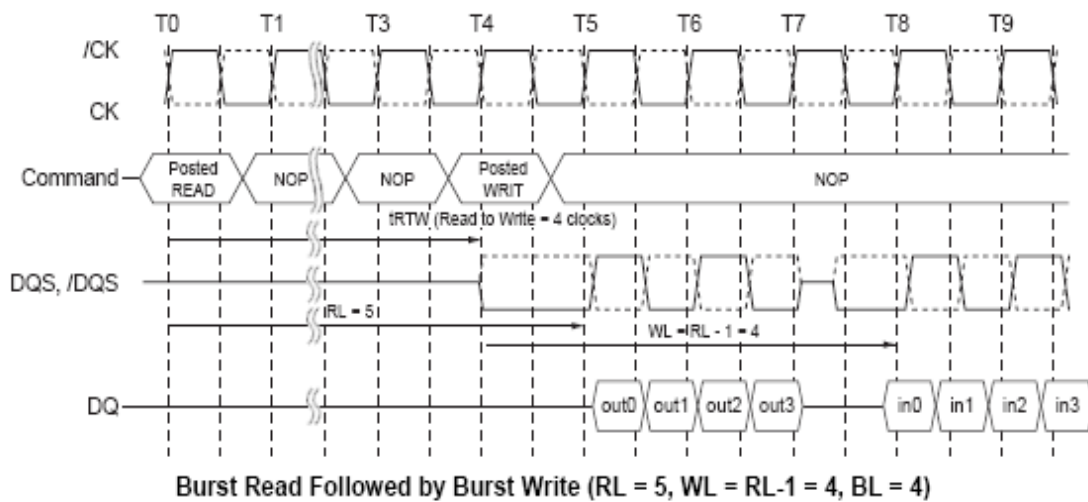 T0 T1 T3 T4 T5 T6 T7 T8 T9
/CK
CK
Command
Posted READ
NOP
NOP
Posted WRIT
NOP
tRTW (Read to Write = 4 clocks)
DQS, /DQS
RL = 5
WL = RL - 1 = 4
DQ
out0 out1 out2 out3 in0 in1 in2 in3
Burst Read Followed by Burst Write (RL = 5, WL = RL-1 = 4, BL = 4)